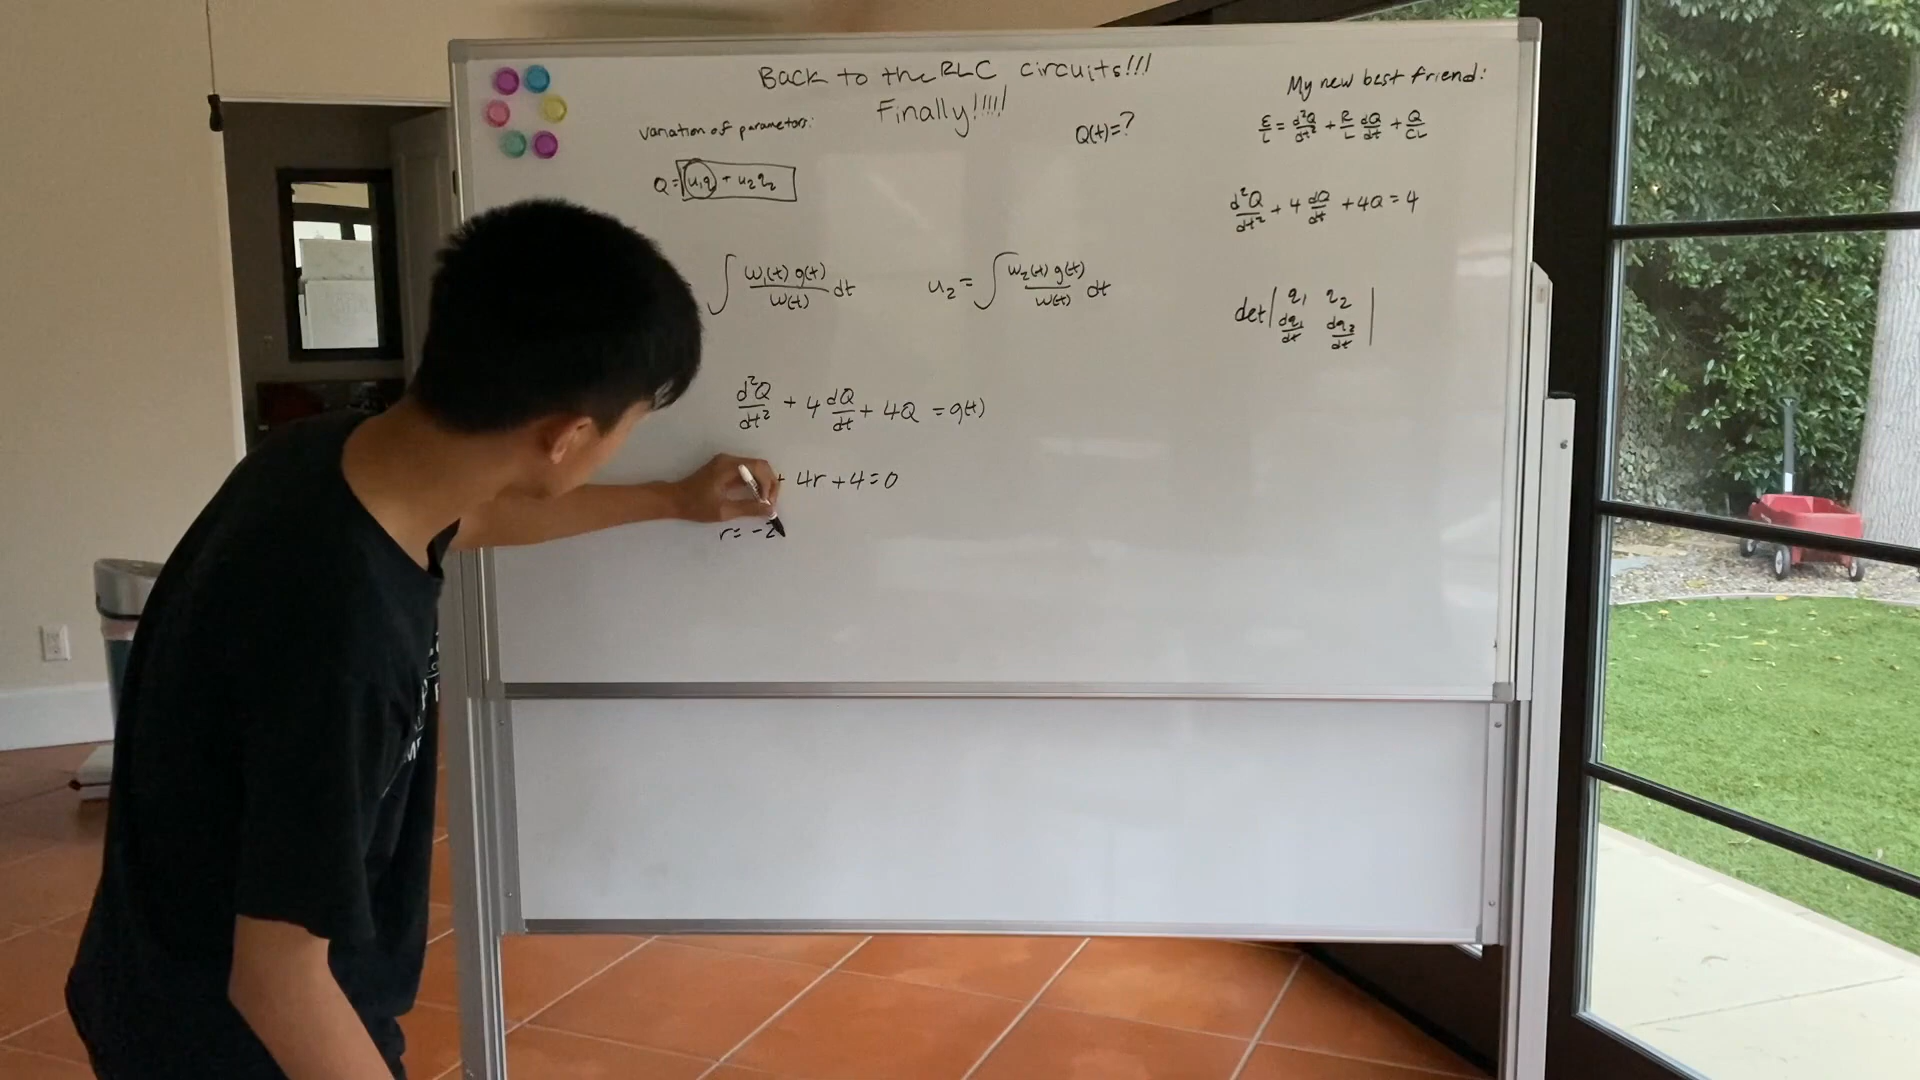 Back to the RLC circuits!!!
Finally!!!!!
My new best friend:
variation of parameters:
Q(t)=?
E/L = d²Q/dt² + R/L dQ/dt + Q/CL
Q = u₁q₁ + u₂q₂
d²Q/dt² + 4 dQ/dt + 4Q = 4
∫ w₁(t) g(t)/w(t) dt
u₂ = ∫ w₂(t) g(t)/w(t) dt
det | q₁ q₂
dq₁/dt dq₂/dt |
d²Q/dt² + 4 dQ/dt + 4Q = g(t)
+ 4r + 4 = 0
r = -2